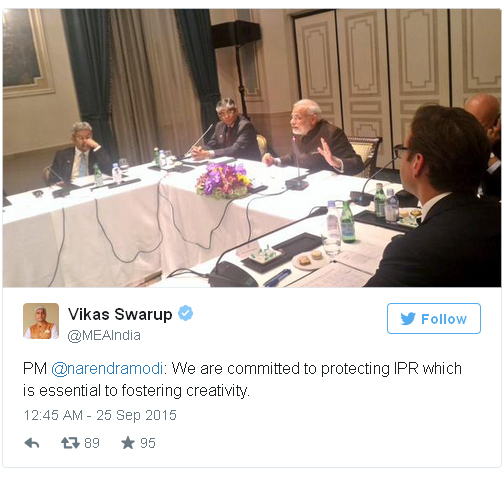 Vikas Swarup
@MEAIndia
Follow
PM @narendramodi: We are committed to protecting IPR which
is essential to fostering creativity.
12:45 AM - 25 Sep 2015
89 95